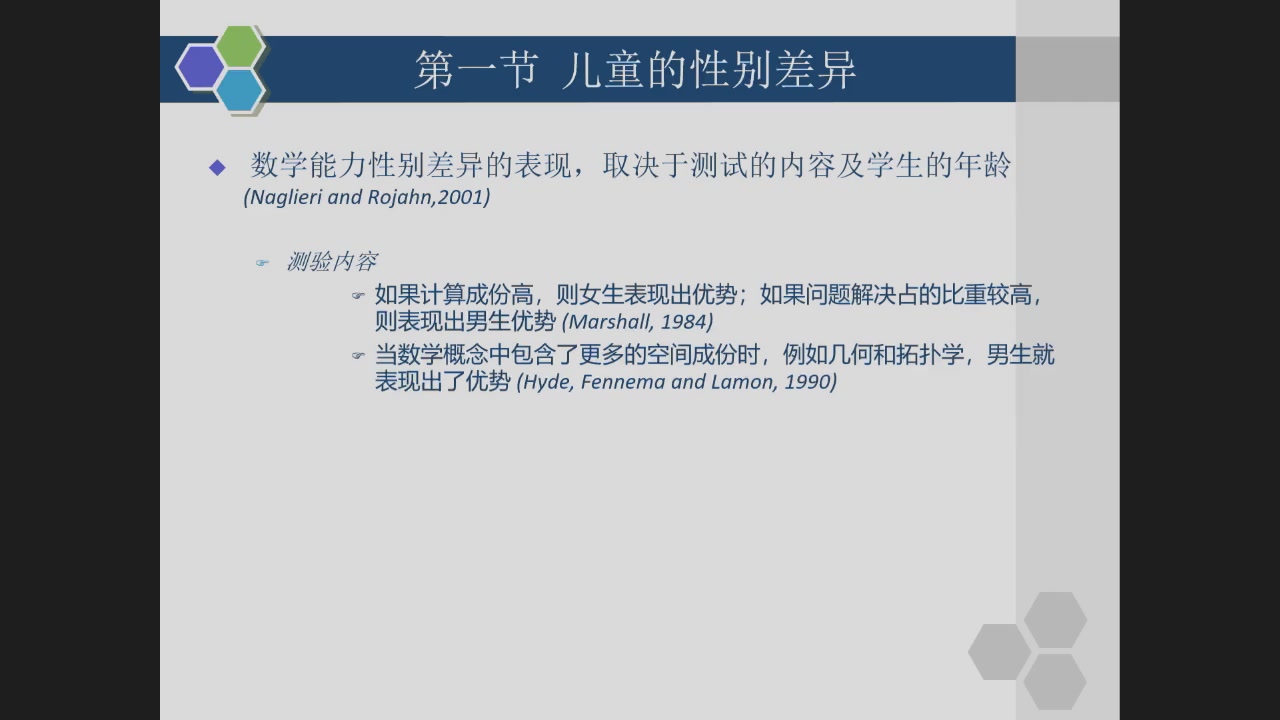 第一节 儿童的性别差异
数学能力性别差异的表现，取决于测试的内容及学生的年龄
(Naglieri and Rojahn,2001)
测验内容
如果计算成份高，则女生表现出优势；如果问题解决占的比重较高，
则表现出男生优势 (Marshall, 1984)
当数学概念中包含了更多的空间成份时，例如几何和拓扑学，男生就
表现出了优势 (Hyde, Fennema and Lamon, 1990)